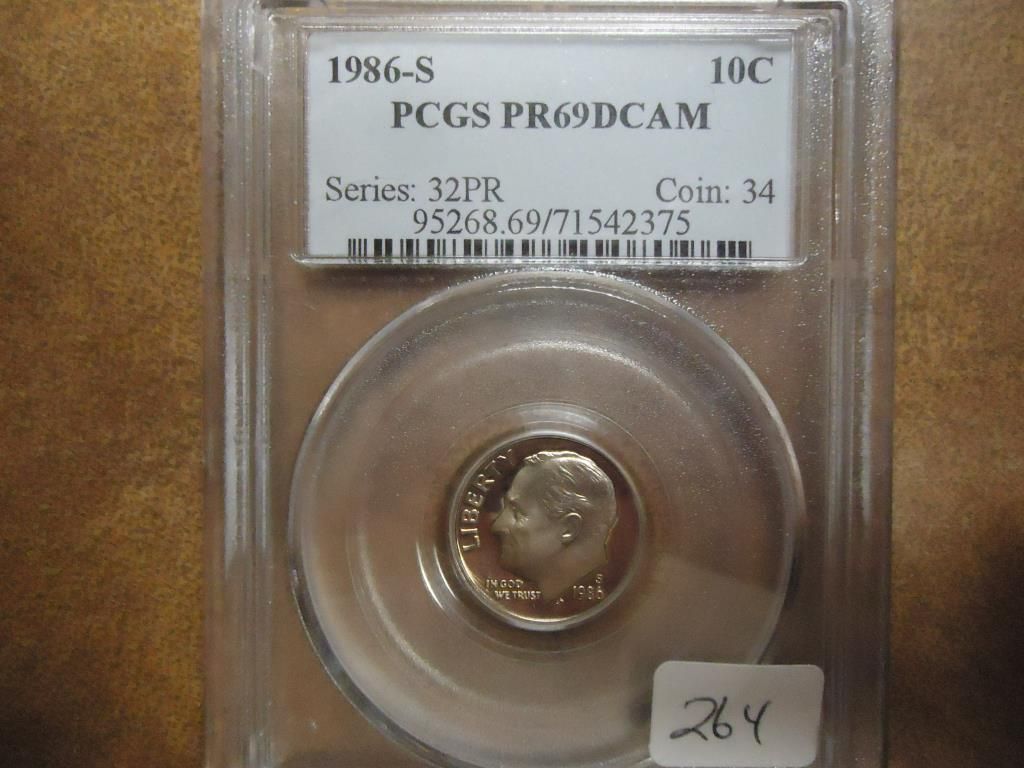 1986-S 10C
PCGS PR69DCAM
Series: 32PR Coin: 34
95268.69/71542375
LIBERTY
IN GOD
WE TRUST
S
1986
264